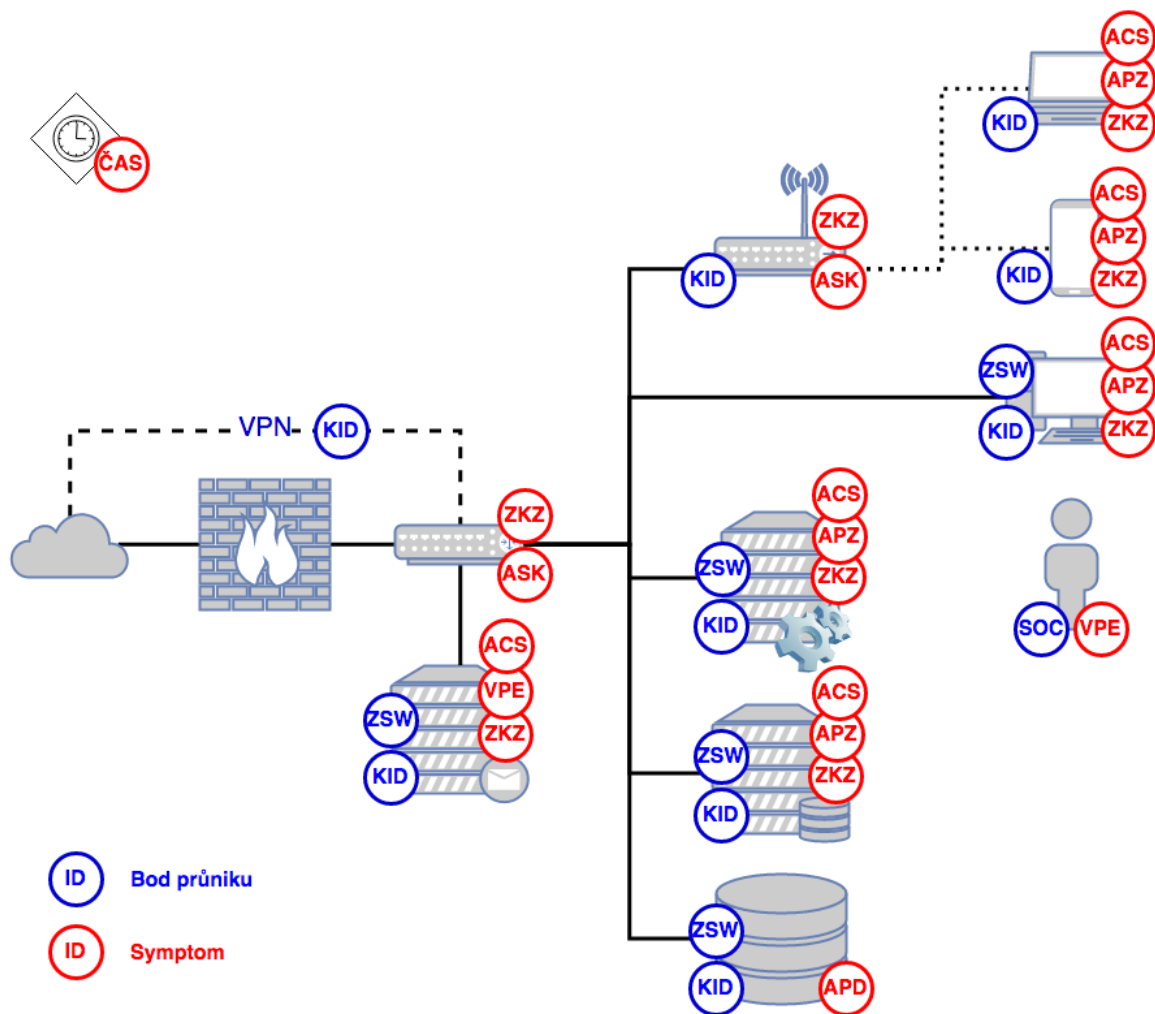 ACS
APZ
KID
ZKZ
ČAS
ACS
ZKZ
APZ
KID
ASK
KID
ZKZ
ACS
ZSW
APZ
VPN
KID
KID
ZKZ
ACS
ZKZ
APZ
ASK
ZSW
ZKZ
KID
SOC
VPE
ACS
VPE
ZSW
ZKZ
KID
ACS
APZ
ZSW
ZKZ
KID
ID Bod průniku
ZSW
ID Symptom
KID
APD